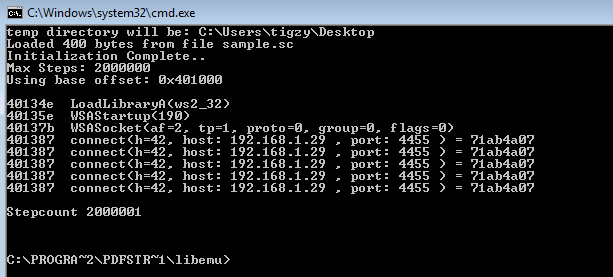 C:\Windows\system32\cmd.exe
temp directory will be: C:\Users\tigzy\Desktop
Loaded 400 bytes from file sample.sc
Initialization Complete..
Max Steps: 2000000
Using base offset: 0x401000
40134e  LoadLibraryA(ws2_32)
40135e  WSAStartup(190)
40137b  WSASocket(af=2, tp=1, proto=0, group=0, flags=0)
401387  connect(h=42, host: 192.168.1.29 , port: 4455 ) = 71ab4a07
401387  connect(h=42, host: 192.168.1.29 , port: 4455 ) = 71ab4a07
401387  connect(h=42, host: 192.168.1.29 , port: 4455 ) = 71ab4a07
401387  connect(h=42, host: 192.168.1.29 , port: 4455 ) = 71ab4a07
401387  connect(h=42, host: 192.168.1.29 , port: 4455 ) = 71ab4a07
Stepcount 2000001
C:\PROGRA~2\PDFSTR~1\libemu>